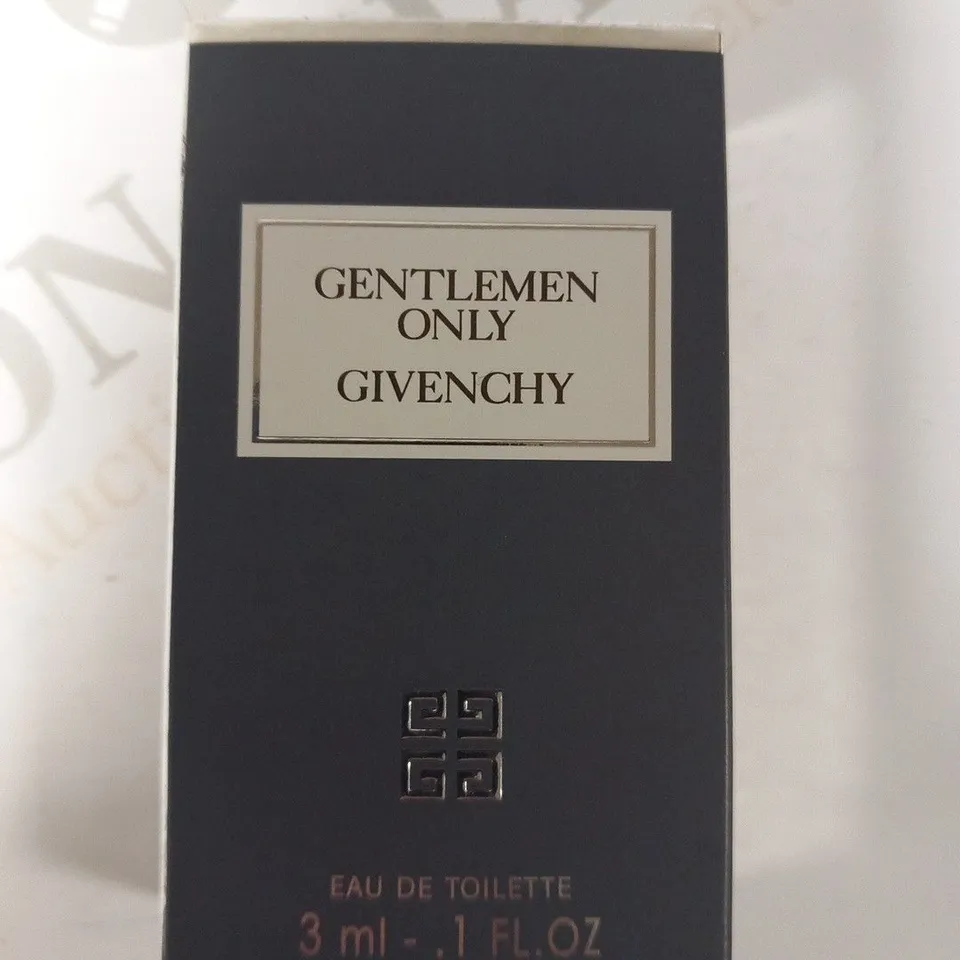 GENTLEMEN
ONLY
GIVENCHY
EAU DE TOILETTE
3 ml - .1 FL.OZ